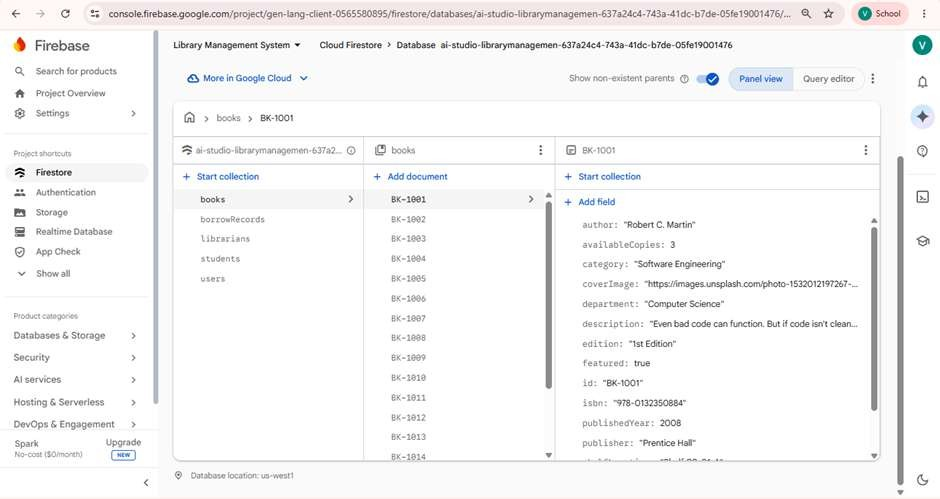 console.firebase.google.com/project/gen-lang-client-0565580895/firestore/databases/ai-studio-librarymanagemen-637a24c4-743a-41dc-b7de-05fe19001476/...
V School
Firebase
Search for products
Project Overview
Settings
Project shortcuts
Firestore
Authentication
Storage
Realtime Database
App Check
Show all
Product categories
Databases & Storage
Security
AI services
Hosting & Serverless
DevOps & Engagement
Spark
No-cost ($0/month)
Upgrade
NEW
Library Management System Cloud Firestore Database ai-studio-librarymanagemen-637a24c4-743a-41dc-b7de-05fe19001476
V
More in Google Cloud
Show non-existent parents
Panel view
Query editor
books BK-1001
ai-studio-librarymanagemen-637a2...
Start collection
books
borrowRecords
librarians
students
users
books
Add document
BK-1001
BK-1002
BK-1003
BK-1004
BK-1005
BK-1006
BK-1007
BK-1008
BK-1009
BK-1010
BK-1011
BK-1012
BK-1013
BK-1014
BK-1001
Start collection
Add field
author: "Robert C. Martin"
availableCopies: 3
category: "Software Engineering"
coverImage: "https://images.unsplash.com/photo-1532012197267-...
department: "Computer Science"
description: "Even bad code can function. But if code isn't clean...
edition: "1st Edition"
featured: true
id: "BK-1001"
isbn: "978-0132350884"
publishedYear: 2008
publisher: "Prentice Hall"
Database location: us-west1